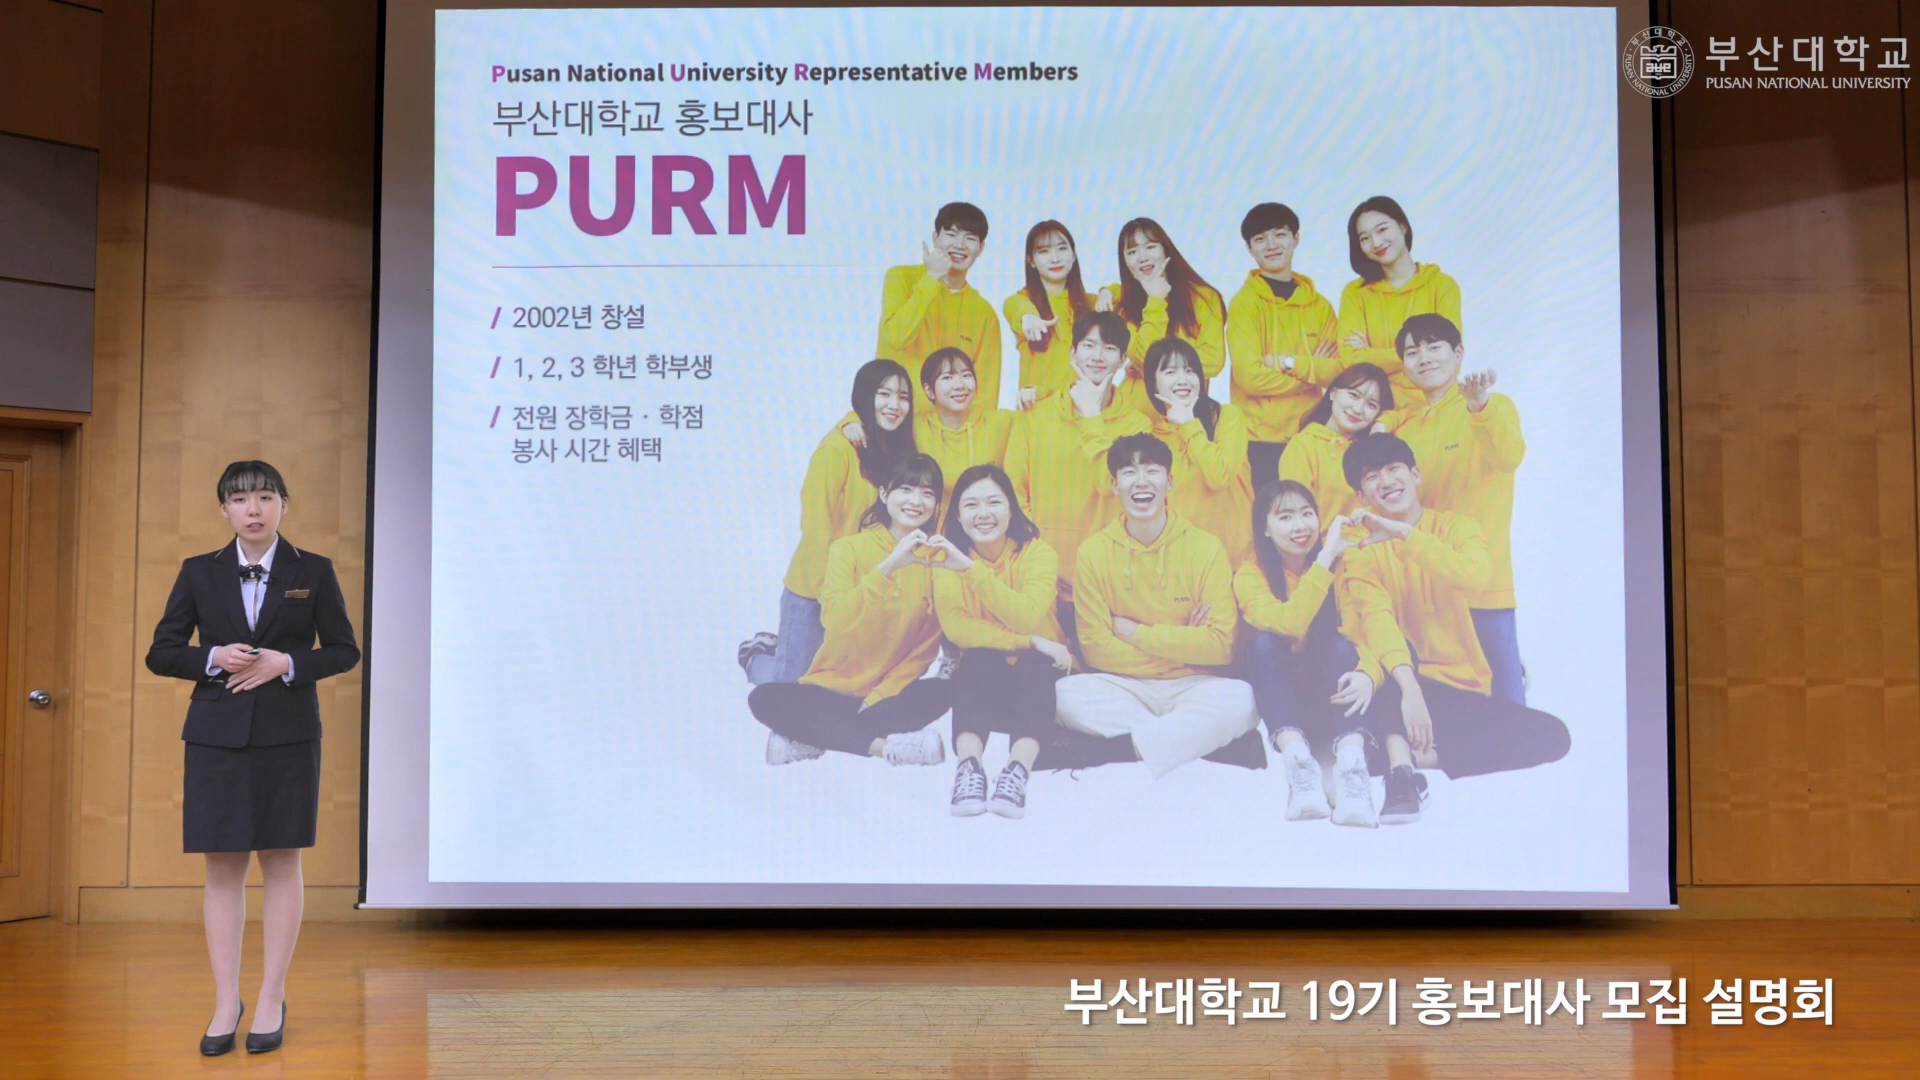 Pusan National University Representative Members
부산대학교 홍보대사
PURM
/ 2002년 창설
/ 1, 2, 3 학년 학부생
/ 전원 장학금 · 학점
봉사 시간 혜택
부산대학교
PUSAN NATIONAL UNIVERSITY
부산대학교 19기 홍보대사 모집 설명회